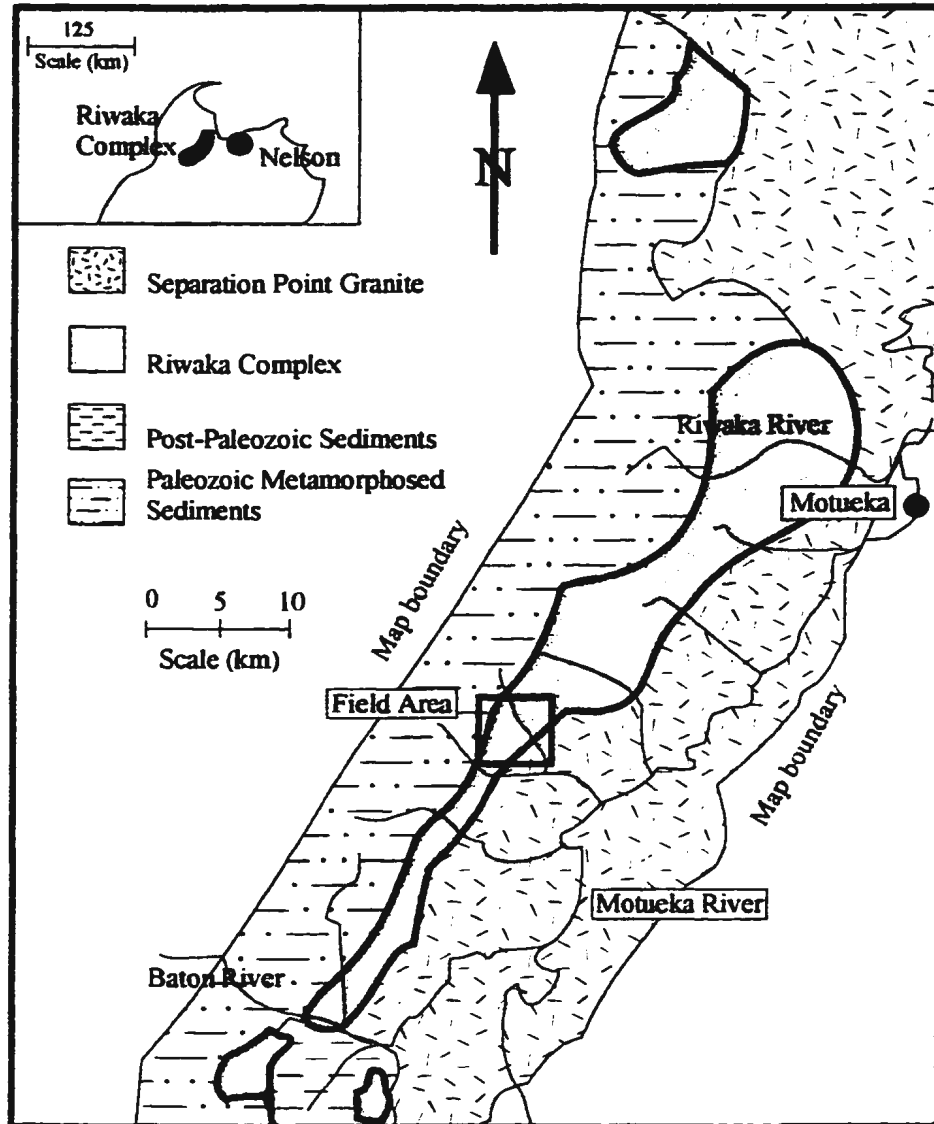 125
Scale (km)
Riwaka
Complex
Nelson
N
Separation Point Granite
Riwaka Complex
Post-Paleozoic Sediments
Paleozoic Metamorphosed
Sediments
0 5 10
Scale (km)
Map boundary
Riwaka River
Motueka
Field Area
Map boundary
Motueka River
Baton River